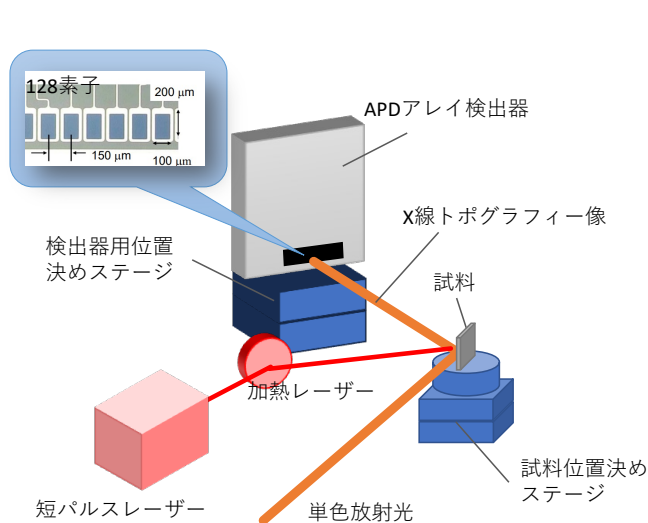 128素子
200 μm
150 μm
100 μm
APDアレイ検出器
X線トポグラフィー像
検出器用位置
決めステージ
試料
加熱レーザー
試料位置決め
ステージ
短パルスレーザー
単色放射光